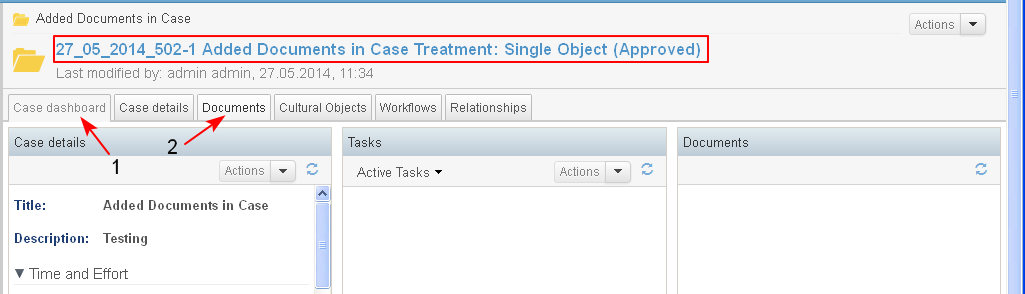 Added Documents in Case
Actions
27_05_2014_502-1 Added Documents in Case Treatment: Single Object (Approved)
Last modified by: admin admin, 27.05.2014, 11:34
Case dashboard Case details Documents Cultural Objects Workflows Relationships
1 2
Case details
Actions
Title: Added Documents in Case
Description: Testing
Time and Effort
Tasks
Active Tasks Actions
Documents